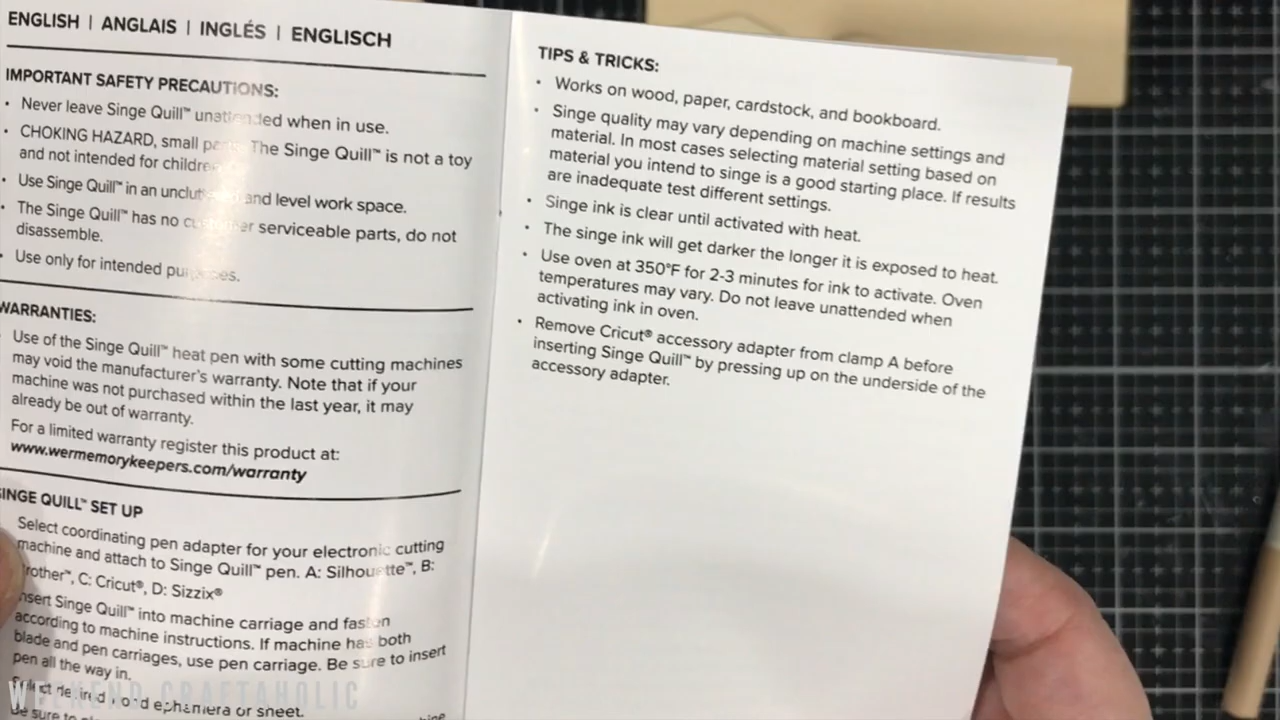 ENGLISH | ANGLAIS | INGLÉS | ENGLISCH
IMPORTANT SAFETY PRECAUTIONS:
• Never leave Singe Quill™ unattended when in use.
• CHOKING HAZARD, small The Singe Quill™ is not a toy
and not intended for
• Use Singe Quill™ in an and level work space.
• The Singe Quill™ has no serviceable parts, do not
disassemble.
• Use only for intended
WARRANTIES:
Use of the Singe Quill™ heat pen with some cutting machines
may void the manufacturer's warranty. Note that if your
machine was not purchased within the last year, it may
already be out of warranty.
For a limited warranty register this product at:
www.wermemorykeepers.com/warranty
SINGE QUILL™ SET UP
Select coordinating pen adapter for your electronic cutting
machine and attach to Singe Quill™ pen. A: Silhouette™, B:
Brother™, C: Cricut®, D: Sizzix®
Insert Singe Quill™ into machine carriage and fasten
according to machine instructions. If machine has both
blade and pen carriages, use pen carriage. Be sure to insert
pen all the way in.
Select desired wood ephemera or sheet.
Be sure to
TIPS & TRICKS:
• Works on wood, paper, cardstock, and bookboard.
• Singe quality may vary depending on machine settings and
material. In most cases selecting material setting based on
material you intend to singe is a good starting place. If results
are inadequate test different settings.
• Singe ink is clear until activated with heat.
• The singe ink will get darker the longer it is exposed to heat.
• Use oven at 350°F for 2-3 minutes for ink to activate. Oven
temperatures may vary. Do not leave unattended when
activating ink in oven.
• Remove Cricut® accessory adapter from clamp A before
inserting Singe Quill™ by pressing up on the underside of the
accessory adapter.
WEEKEND CRAFTAHOLIC